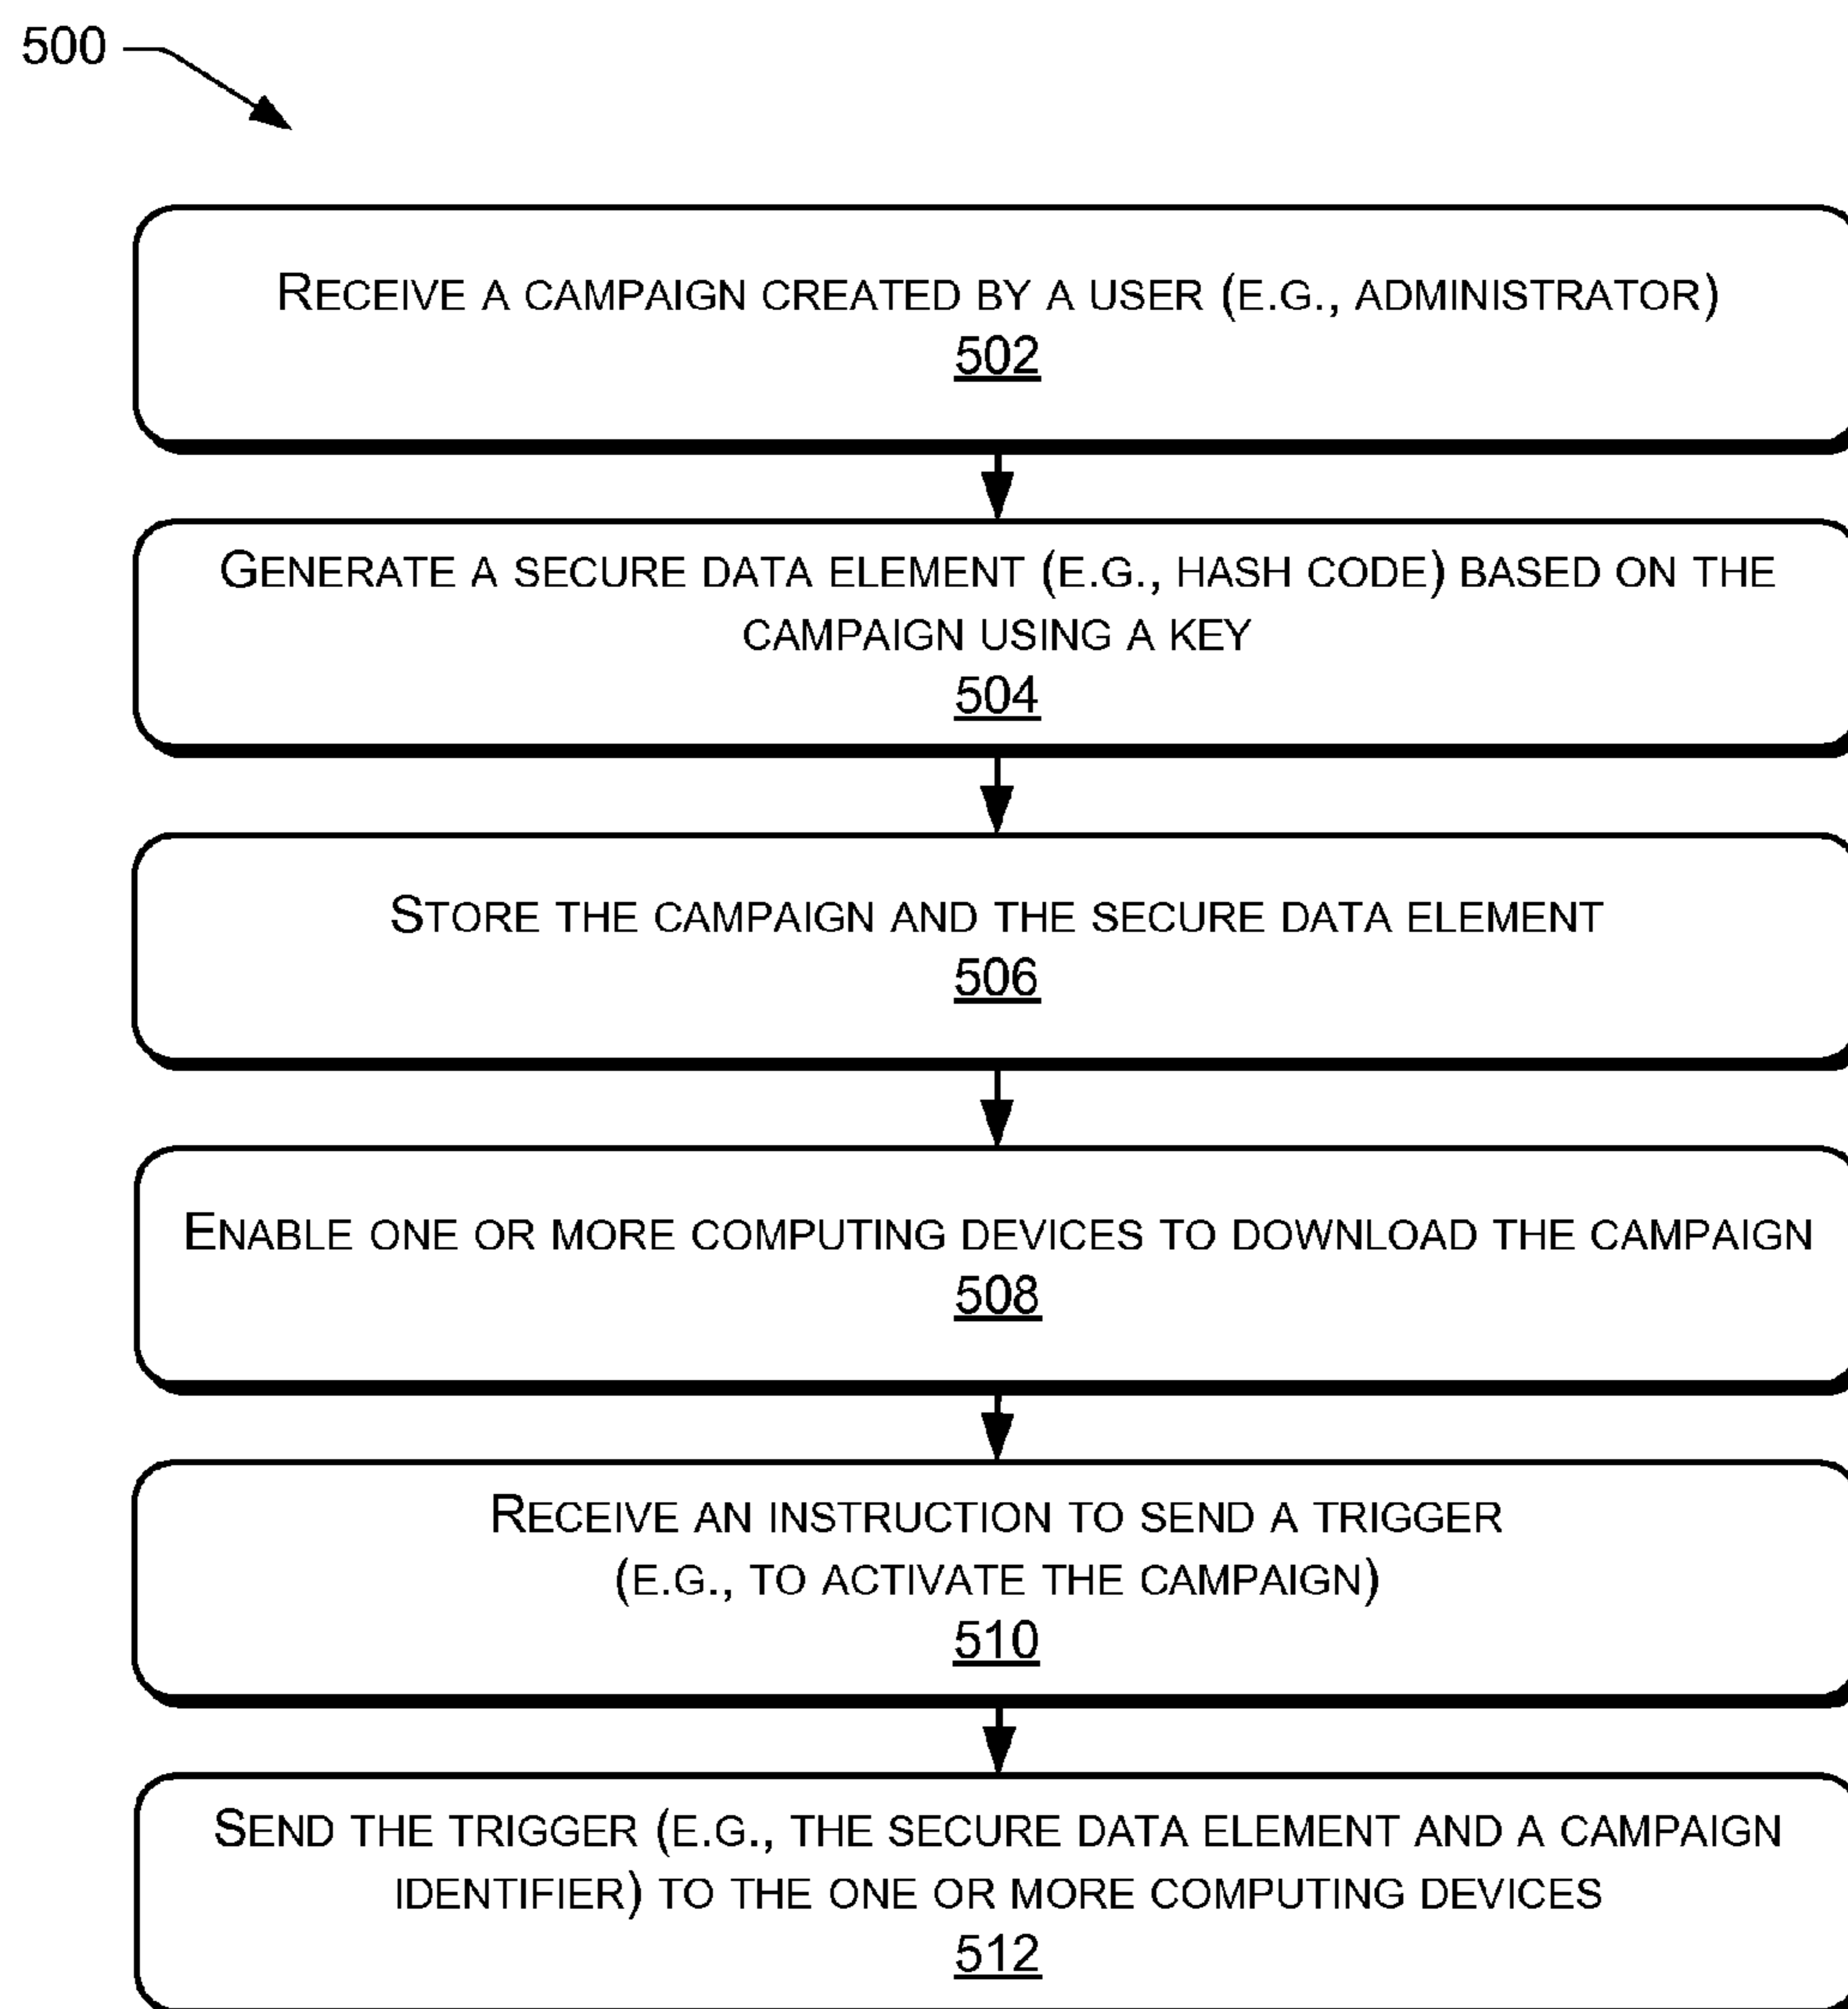 500
RECEIVE A CAMPAIGN CREATED BY A USER (E.G., ADMINISTRATOR)
502
GENERATE A SECURE DATA ELEMENT (E.G., HASH CODE) BASED ON THE
CAMPAIGN USING A KEY
504
STORE THE CAMPAIGN AND THE SECURE DATA ELEMENT
506
ENABLE ONE OR MORE COMPUTING DEVICES TO DOWNLOAD THE CAMPAIGN
508
RECEIVE AN INSTRUCTION TO SEND A TRIGGER
(E.G., TO ACTIVATE THE CAMPAIGN)
510
SEND THE TRIGGER (E.G., THE SECURE DATA ELEMENT AND A CAMPAIGN
IDENTIFIER) TO THE ONE OR MORE COMPUTING DEVICES
512